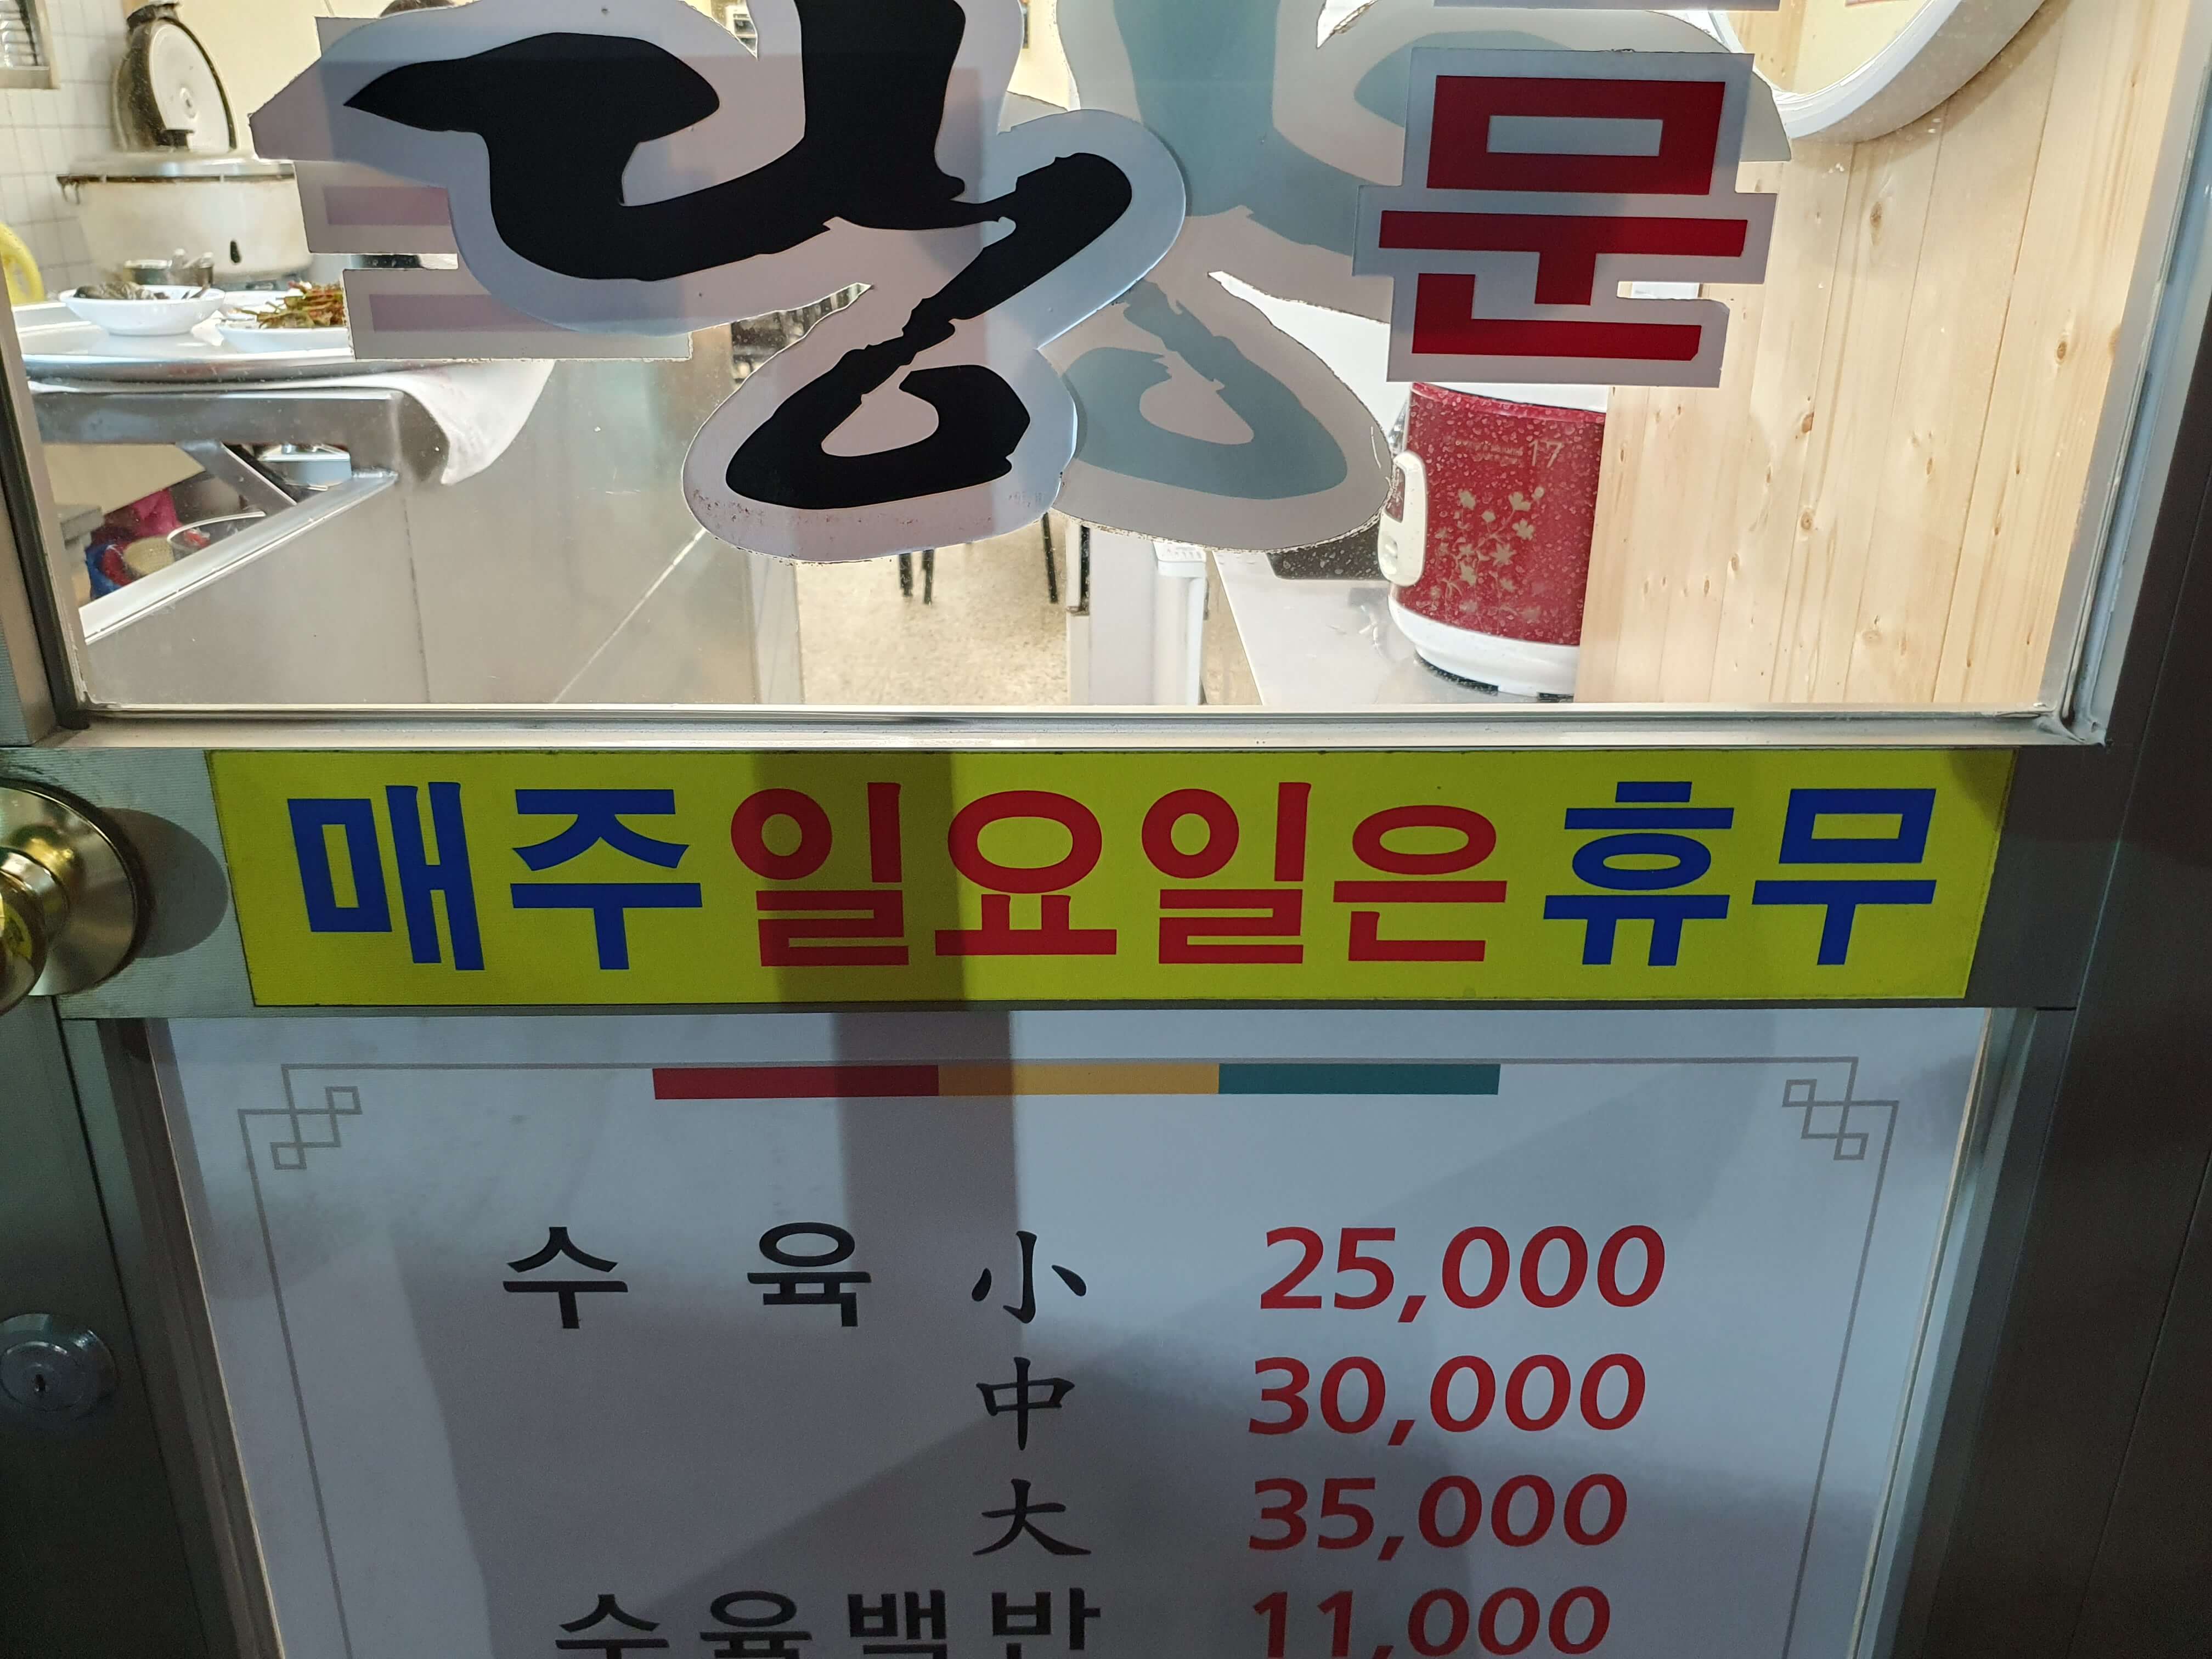 문
17
매주일요일은휴무
수 육 小 25,000
中 30,000
大 35,000
수육백반 11,000